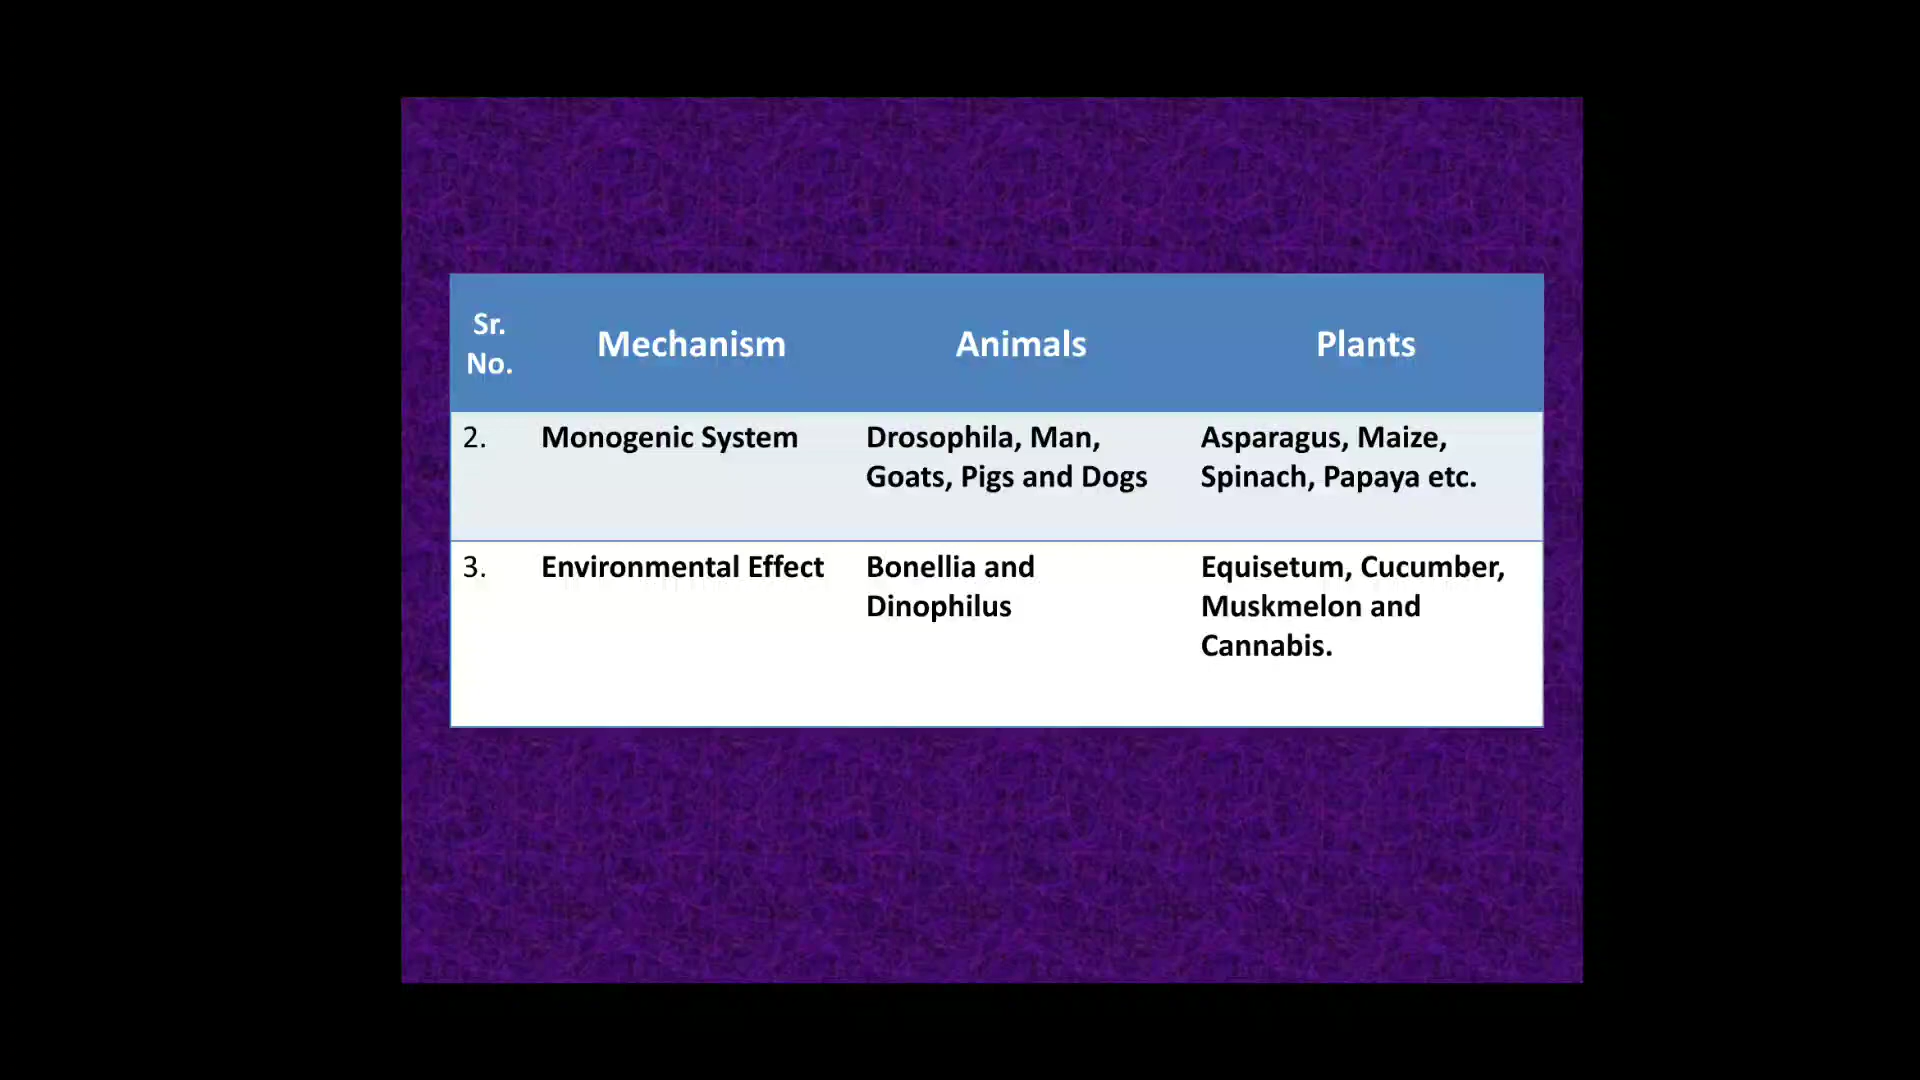 Sr.
No.
Mechanism
Animals
Plants
2.
Monogenic System
Drosophila, Man,
Goats, Pigs and Dogs
Asparagus, Maize,
Spinach, Papaya etc.
3.
Environmental Effect
Bonellia and
Dinophilus
Equisetum, Cucumber,
Muskmelon and
Cannabis.